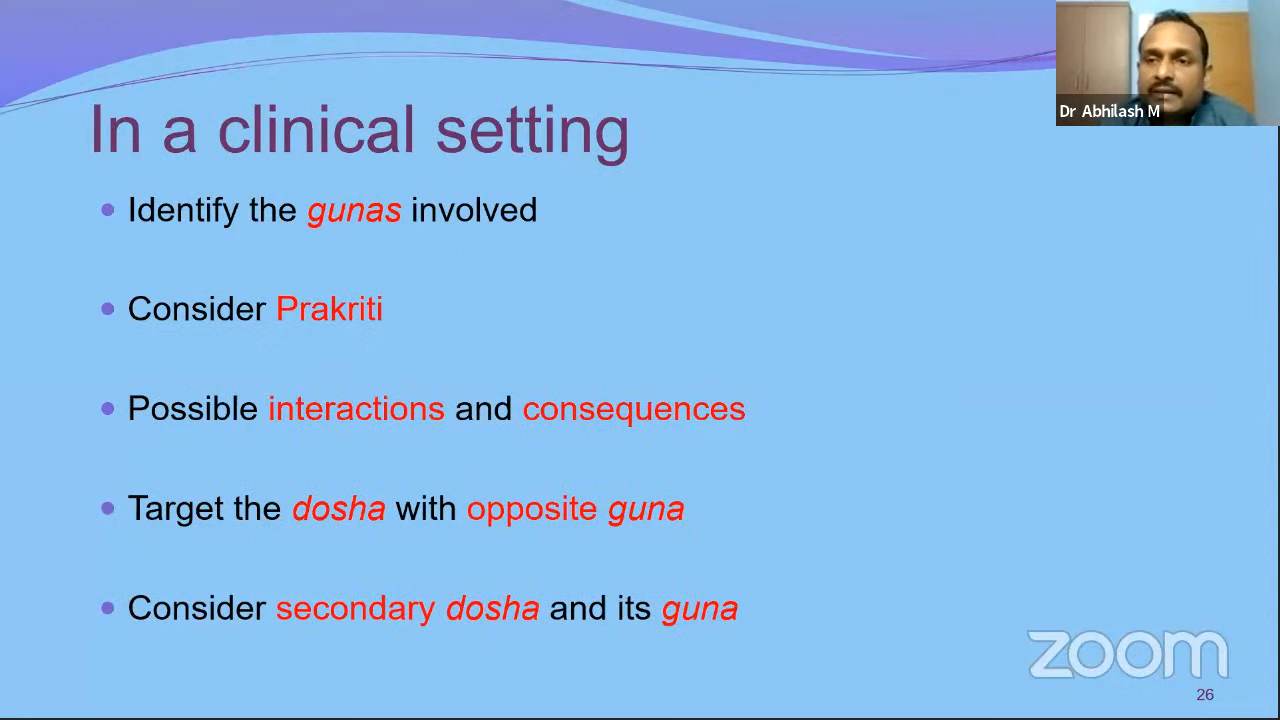 Dr Abhilash M
In a clinical setting
• Identify the gunas involved
• Consider Prakriti
• Possible interactions and consequences
• Target the dosha with opposite guna
• Consider secondary dosha and its guna
zoom
26